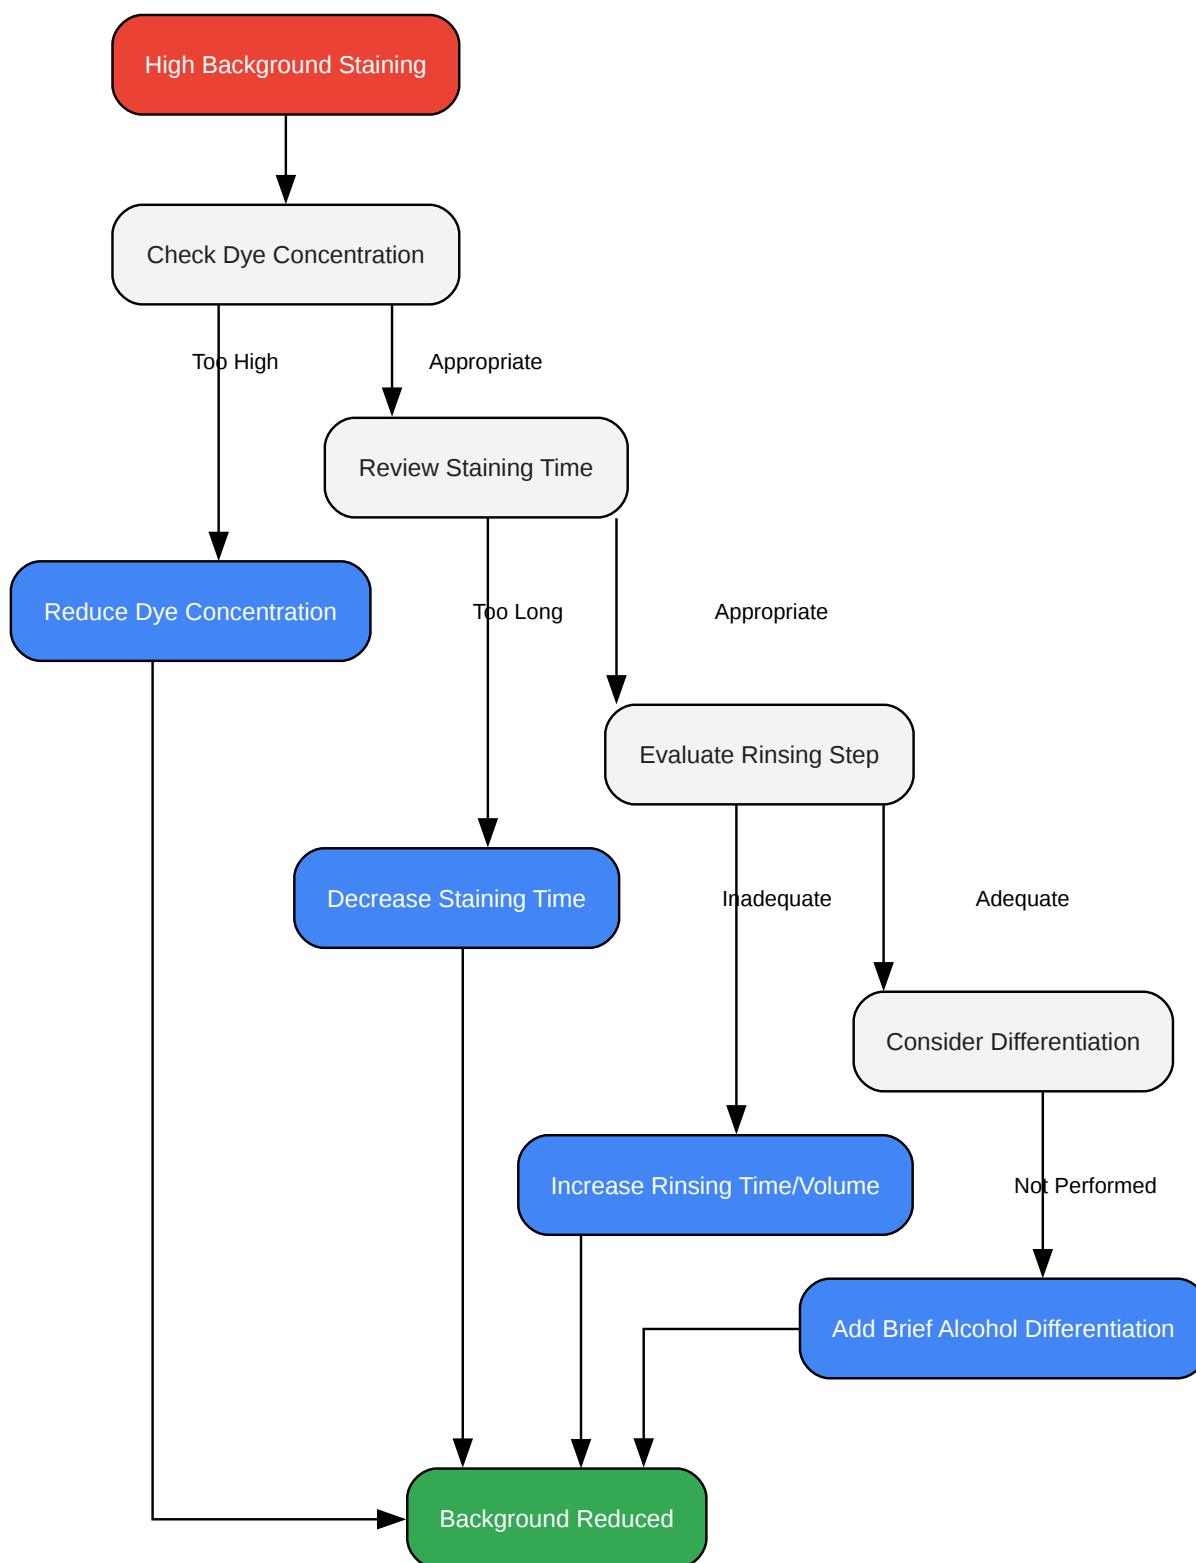 High Background Staining
Check Dye Concentration
Too High
Appropriate
Review Staining Time
Reduce Dye Concentration
Too Long
Appropriate
Evaluate Rinsing Step
Decrease Staining Time
Inadequate
Adequate
Consider Differentiation
Increase Rinsing Time/Volume
Not Performed
Add Brief Alcohol Differentiation
Background Reduced